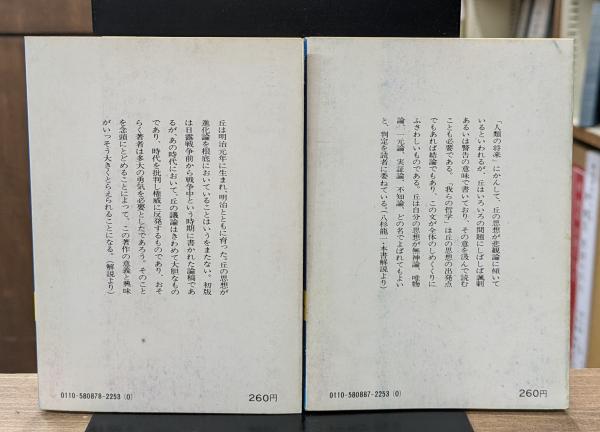 丘は明治元年に生まれ、明治とともに育った。丘の思想が
進化論を根底においていることはいうをまたない。初版
は日露戦争前から戦争中という時期に書かれた論稿であ
るが、あの時代において、丘の議論はきわめて大胆なもの
であり、時代を批判し権威に反発するものであり、おそ
らく著者は多大の勇気を必要としたであろう。そのこと
を念頭にとどめることによって、この著作の意義と興味
がいっそう大きくとらえられることになる。(解説より)
0110-580878-2253(0)
260円
「人類の将来」にかんして、丘の思想が悲観論に傾いて
いるといわれるが、丘はいろいろの問題にしばしば諷刺
あるいは警告の意味で書いており、その意を汲んで読む
ことも必要である。「我らの哲学」は丘の思想の出発点
でもあれば結論でもあり、この文が全体のしめくくりに
ふさわしいものである。丘は自分の思想が無神論、唯物
論、一元論、実証論、不知論、どの名でよばれてもよい
と、判定を読者に委ねている。(八杉龍一・本書解説より)
0110-580887-2253(0)
260円